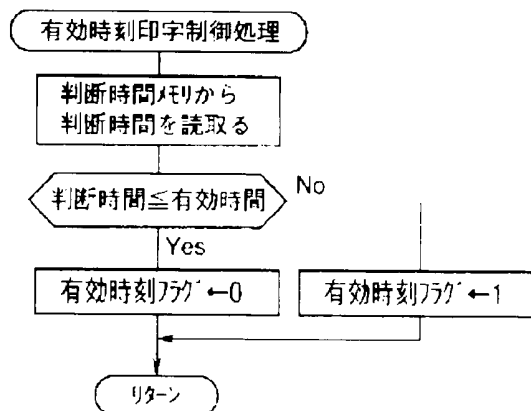 有効時刻印字制御処理
判断時間ﾒﾓﾘから
判断時間を読取る
判断時間≦有効時間
No
Yes
有効時刻ﾌﾗｸﾞ←0
有効時刻ﾌﾗｸﾞ←1
ﾘﾀｰﾝ